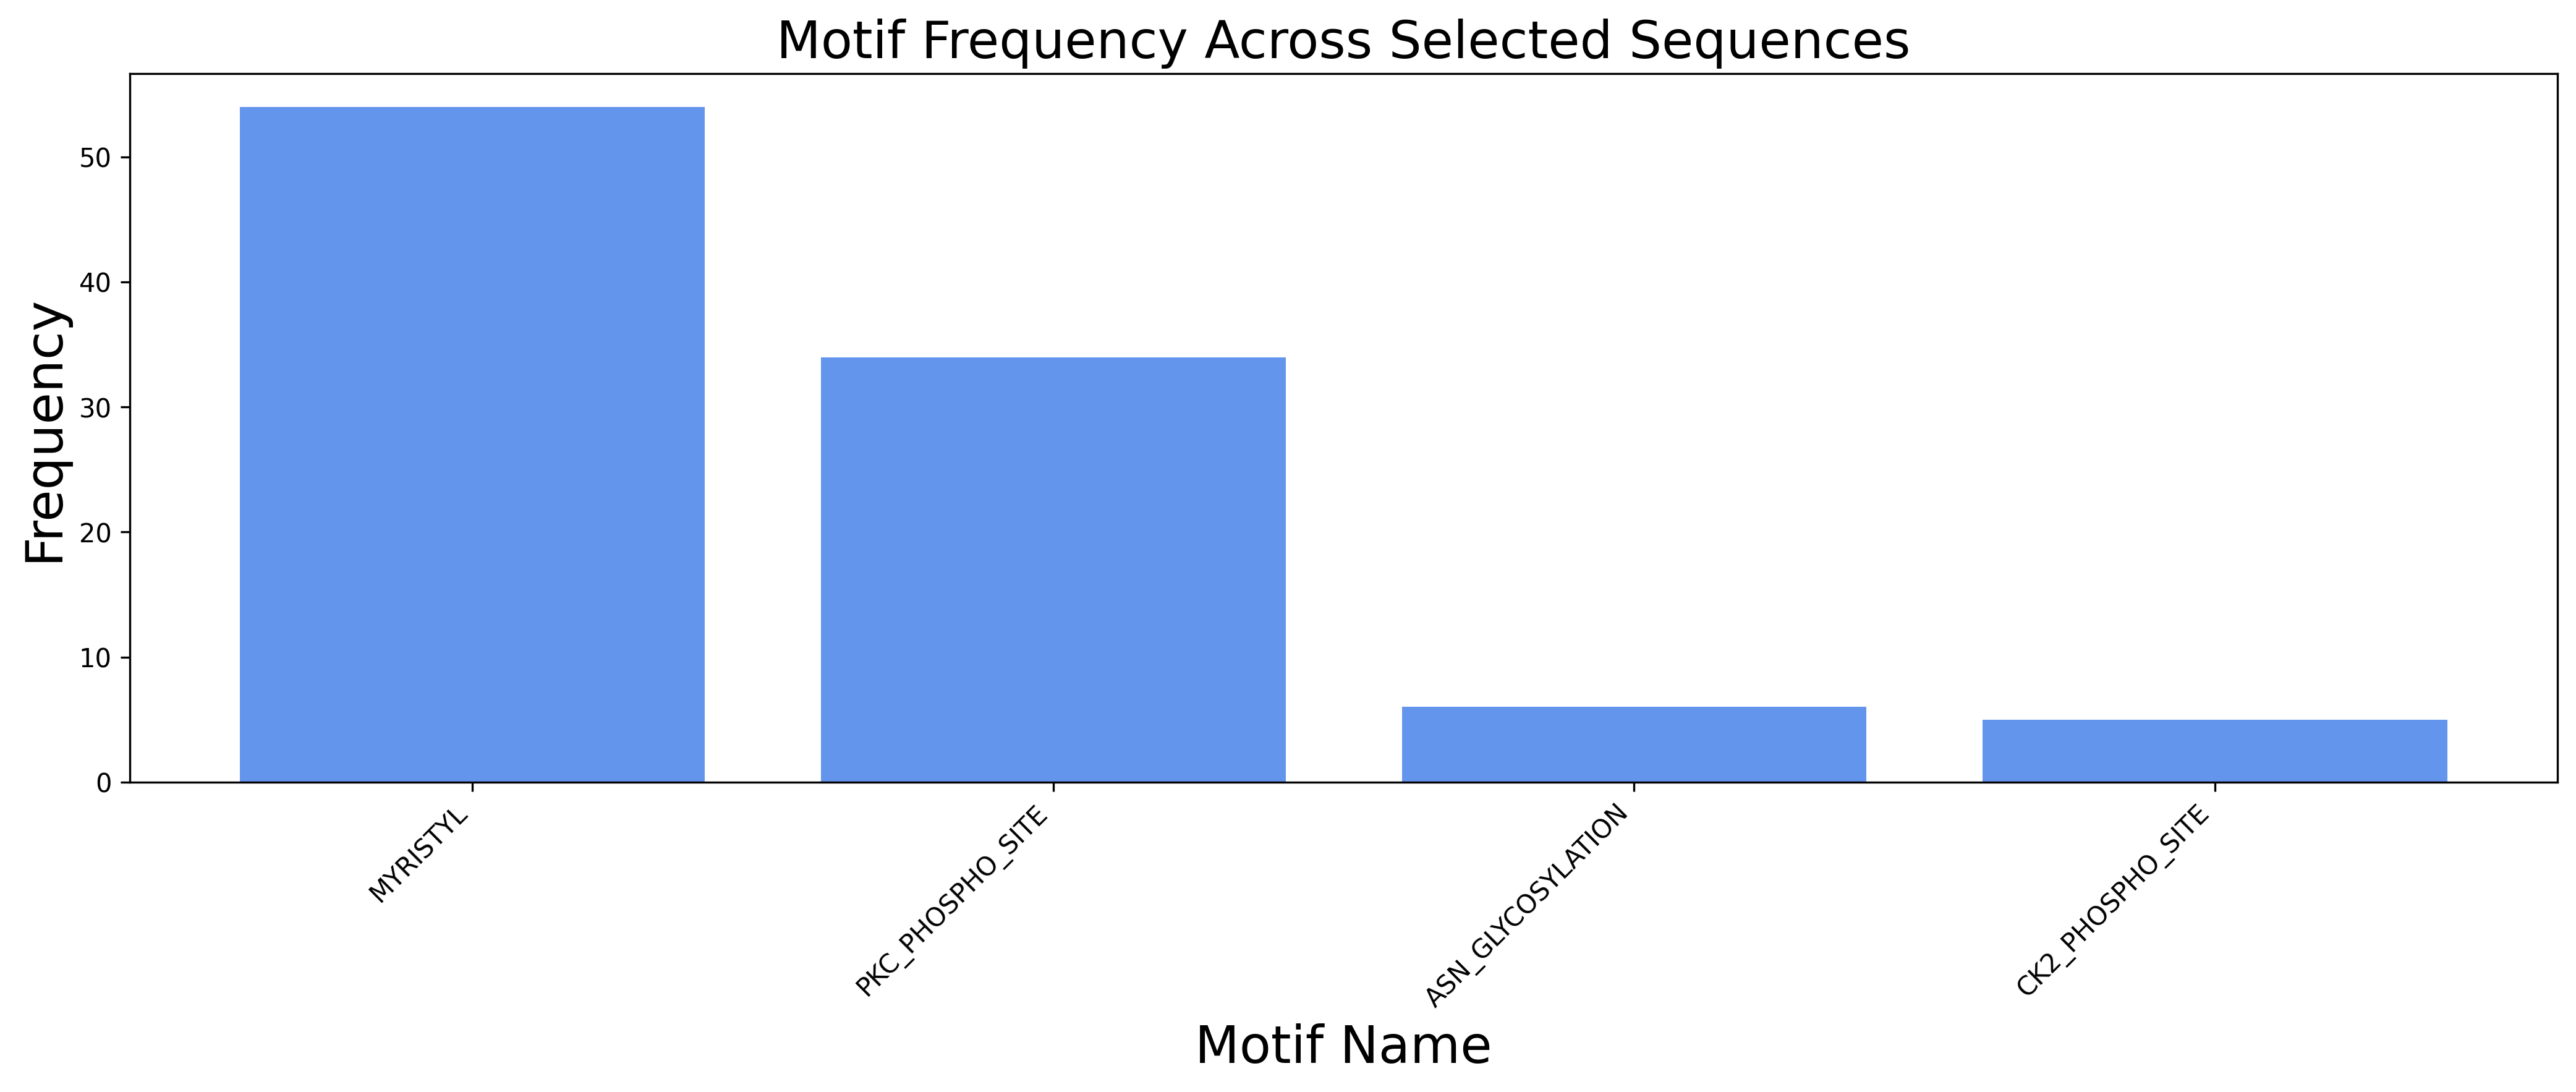 Motif Frequency Across Selected Sequences
Frequency
50
40
30
20
10
0
MYRISTYL
PKC_PHOSPHO_SITE
ASN_GLYCOSYLATION
CK2_PHOSPHO_SITE
Motif Name